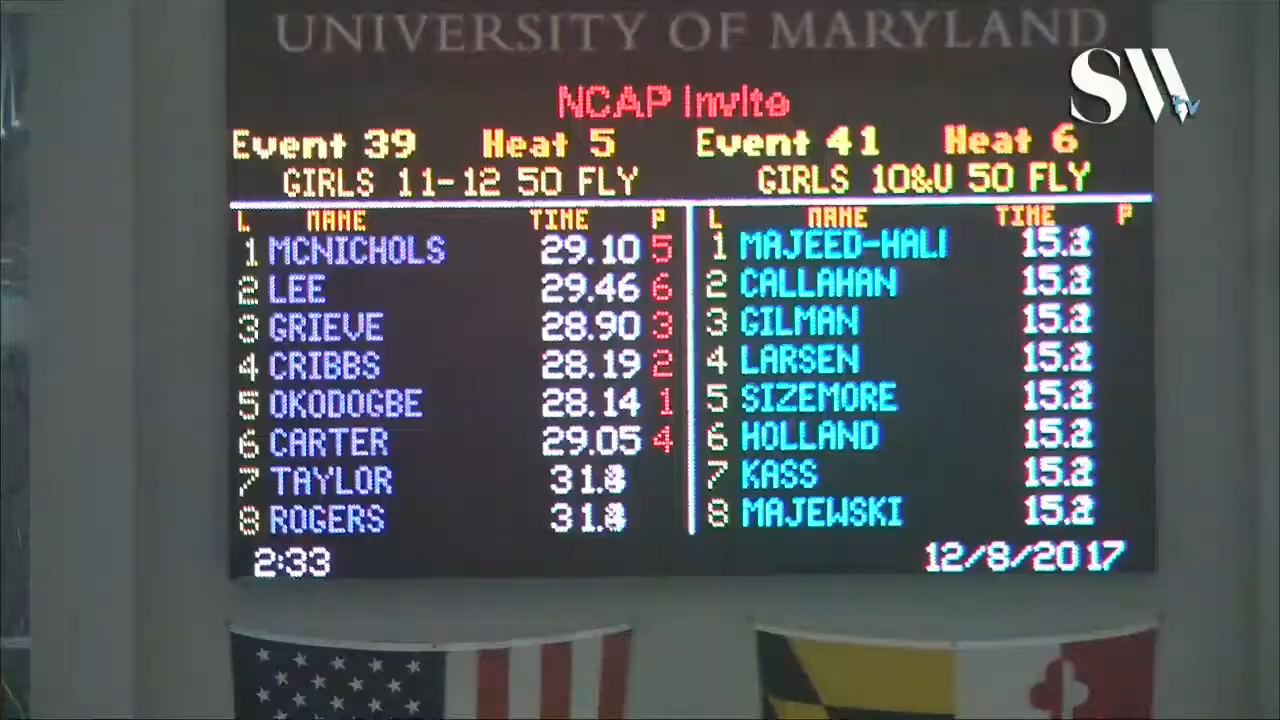 UNIVERSITY OF MARYLAND
SW
tv
NCAP Invite
Event 39 Heat 5 Event 41 Heat 6
GIRLS 11-12 50 FLY GIRLS 10&U 50 FLY
L NAME TIME P L NAME TIME P
1 MCNICHOLS 29.10 5 1 MAJEED-HALI
2 LEE 29.46 6 2 CALLAHAN
3 GRIEVE 28.90 3 3 GILMAN
4 CRIBBS 28.19 2 4 LARSEN
5 OKODOGBE 28.14 1 5 SIZEMORE
6 CARTER 29.05 4 6 HOLLAND
7 TAYLOR 7 KASS
8 ROGERS 8 MAJEWSKI
2:33 12/8/2017